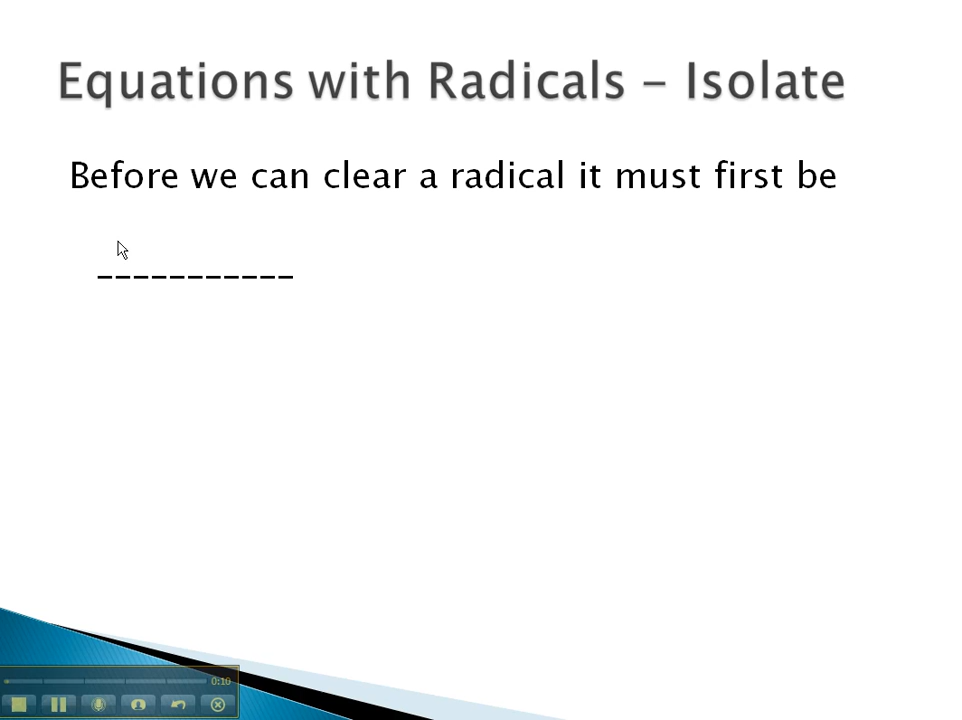 Equations with Radicals - Isolate
Before we can clear a radical it must first be
___________
0:10